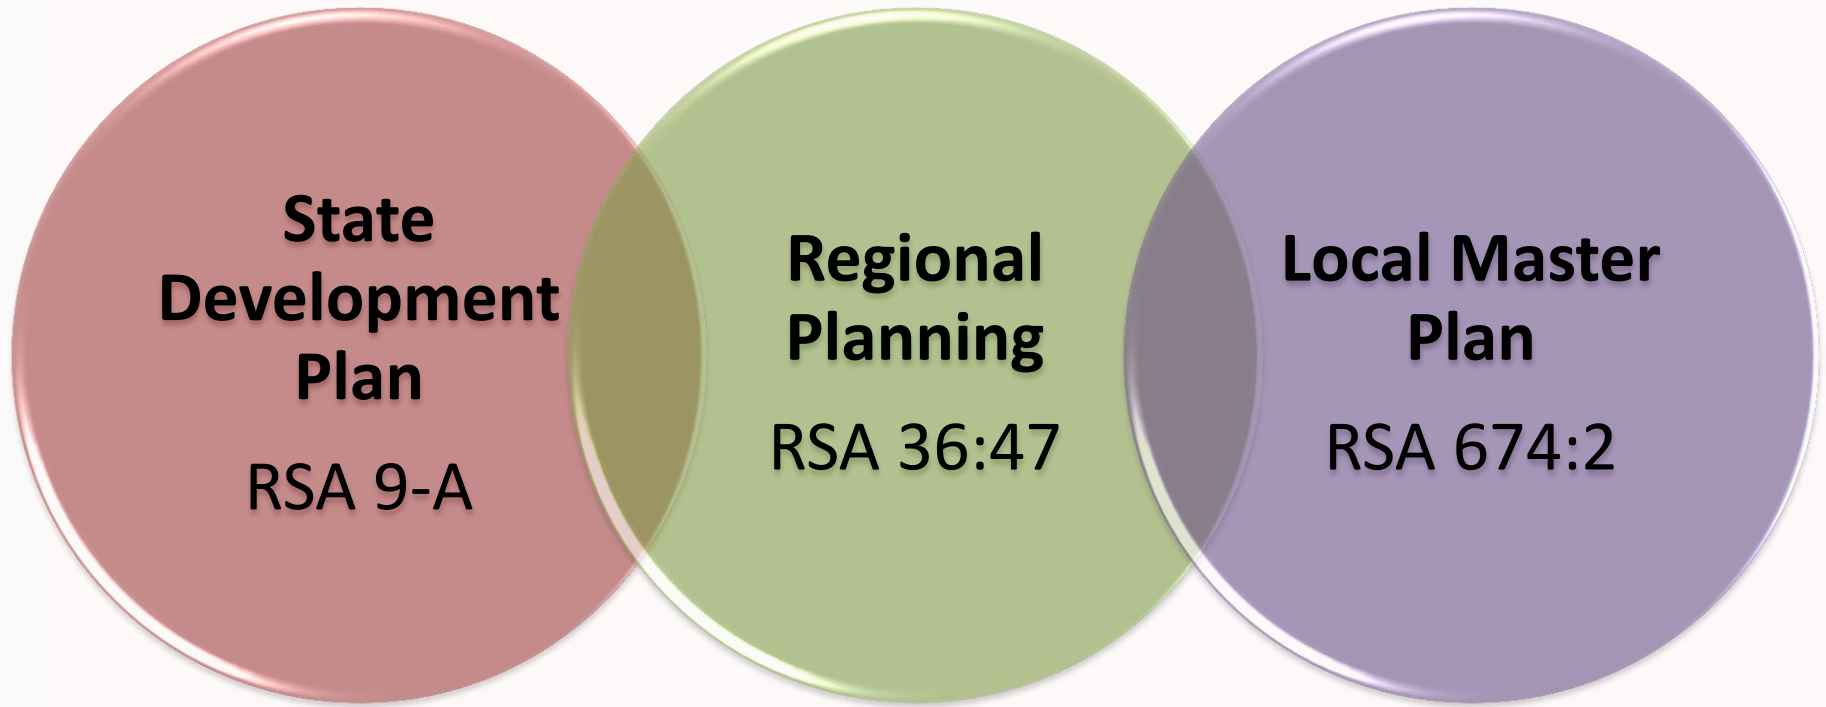 State
Development
Plan
RSA 9-A
Regional
Planning
RSA 36:47
Local Master
Plan
RSA 674:2